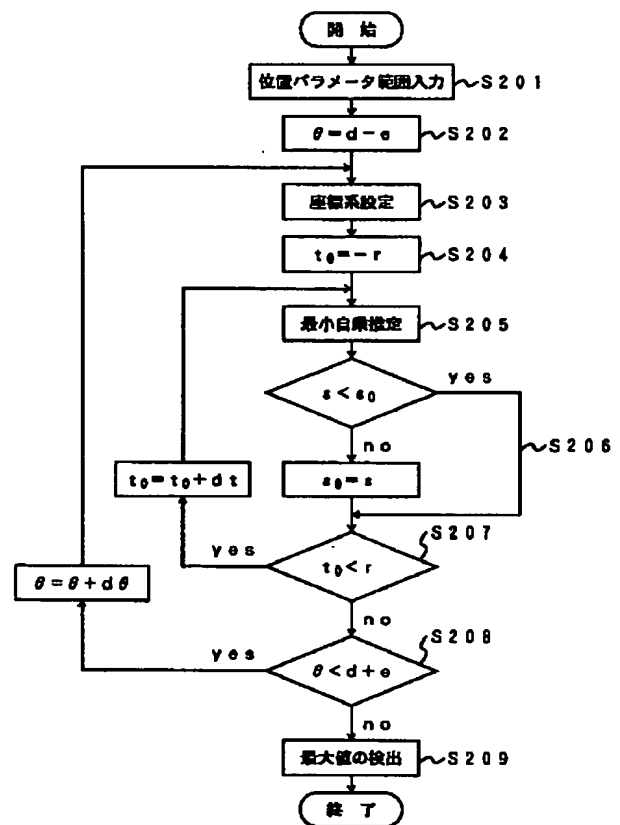 開 始
位置パラメータ範囲入力 S201
θ=d-e S202
座標系設定 S203
t0=-r S204
最小自乗推定 S205
s<s0
yes
no
S206
t0=t0+dt
s0=s
S207
yes
t0<r
θ=θ+dθ
no
S208
yes
θ<d+e
no
最大値の検出 S209
終 了